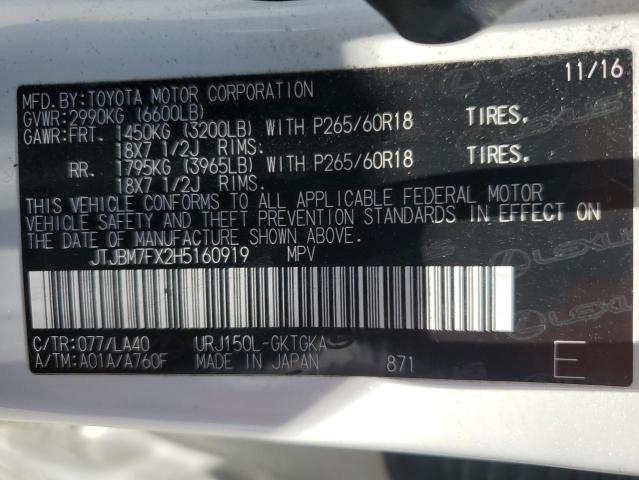 11/16
MFD.BY:TOYOTA MOTOR CORPORATION
GVWR:2990KG (6600LB)
GAWR:FRT. 1450KG (3200LB) WITH P265/60R18 TIRES.
18X7 1/2J RIMS.
RR. 1795KG (3965LB) WITH P265/60R18 TIRES.
18X7 1/2J RIMS.
THIS VEHICLE CONFORMS TO ALL APPLICABLE FEDERAL MOTOR
VEHICLE SAFETY AND THEFT PREVENTION STANDARDS IN EFFECT ON
THE DATE OF MANUFACTURE SHOWN ABOVE.
JTJBM7FX2H5160919 MPV
C/TR:077/LA40 URJ150L-GKTGKA
A/TM:A01A/A760F MADE IN JAPAN 871
E
LEXUS